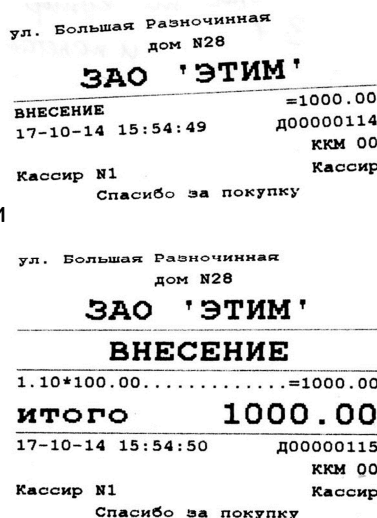 ул. Большая Разночинная
дом N28
ЗАО 'ЭТИМ'
ВНЕСЕНИЕ =1000.00
17-10-14 15:54:49 Д00000114
ККМ 00
Кассир N1 Кассир
Спасибо за покупку
и
ул. Большая Разночинная
дом N28
ЗАО 'ЭТИМ'
ВНЕСЕНИЕ
1.10*100.00..............=1000.00
ИТОГО 1000.00
17-10-14 15:54:50 Д00000115
ККМ 00
Кассир N1 Кассир
Спасибо за покупку